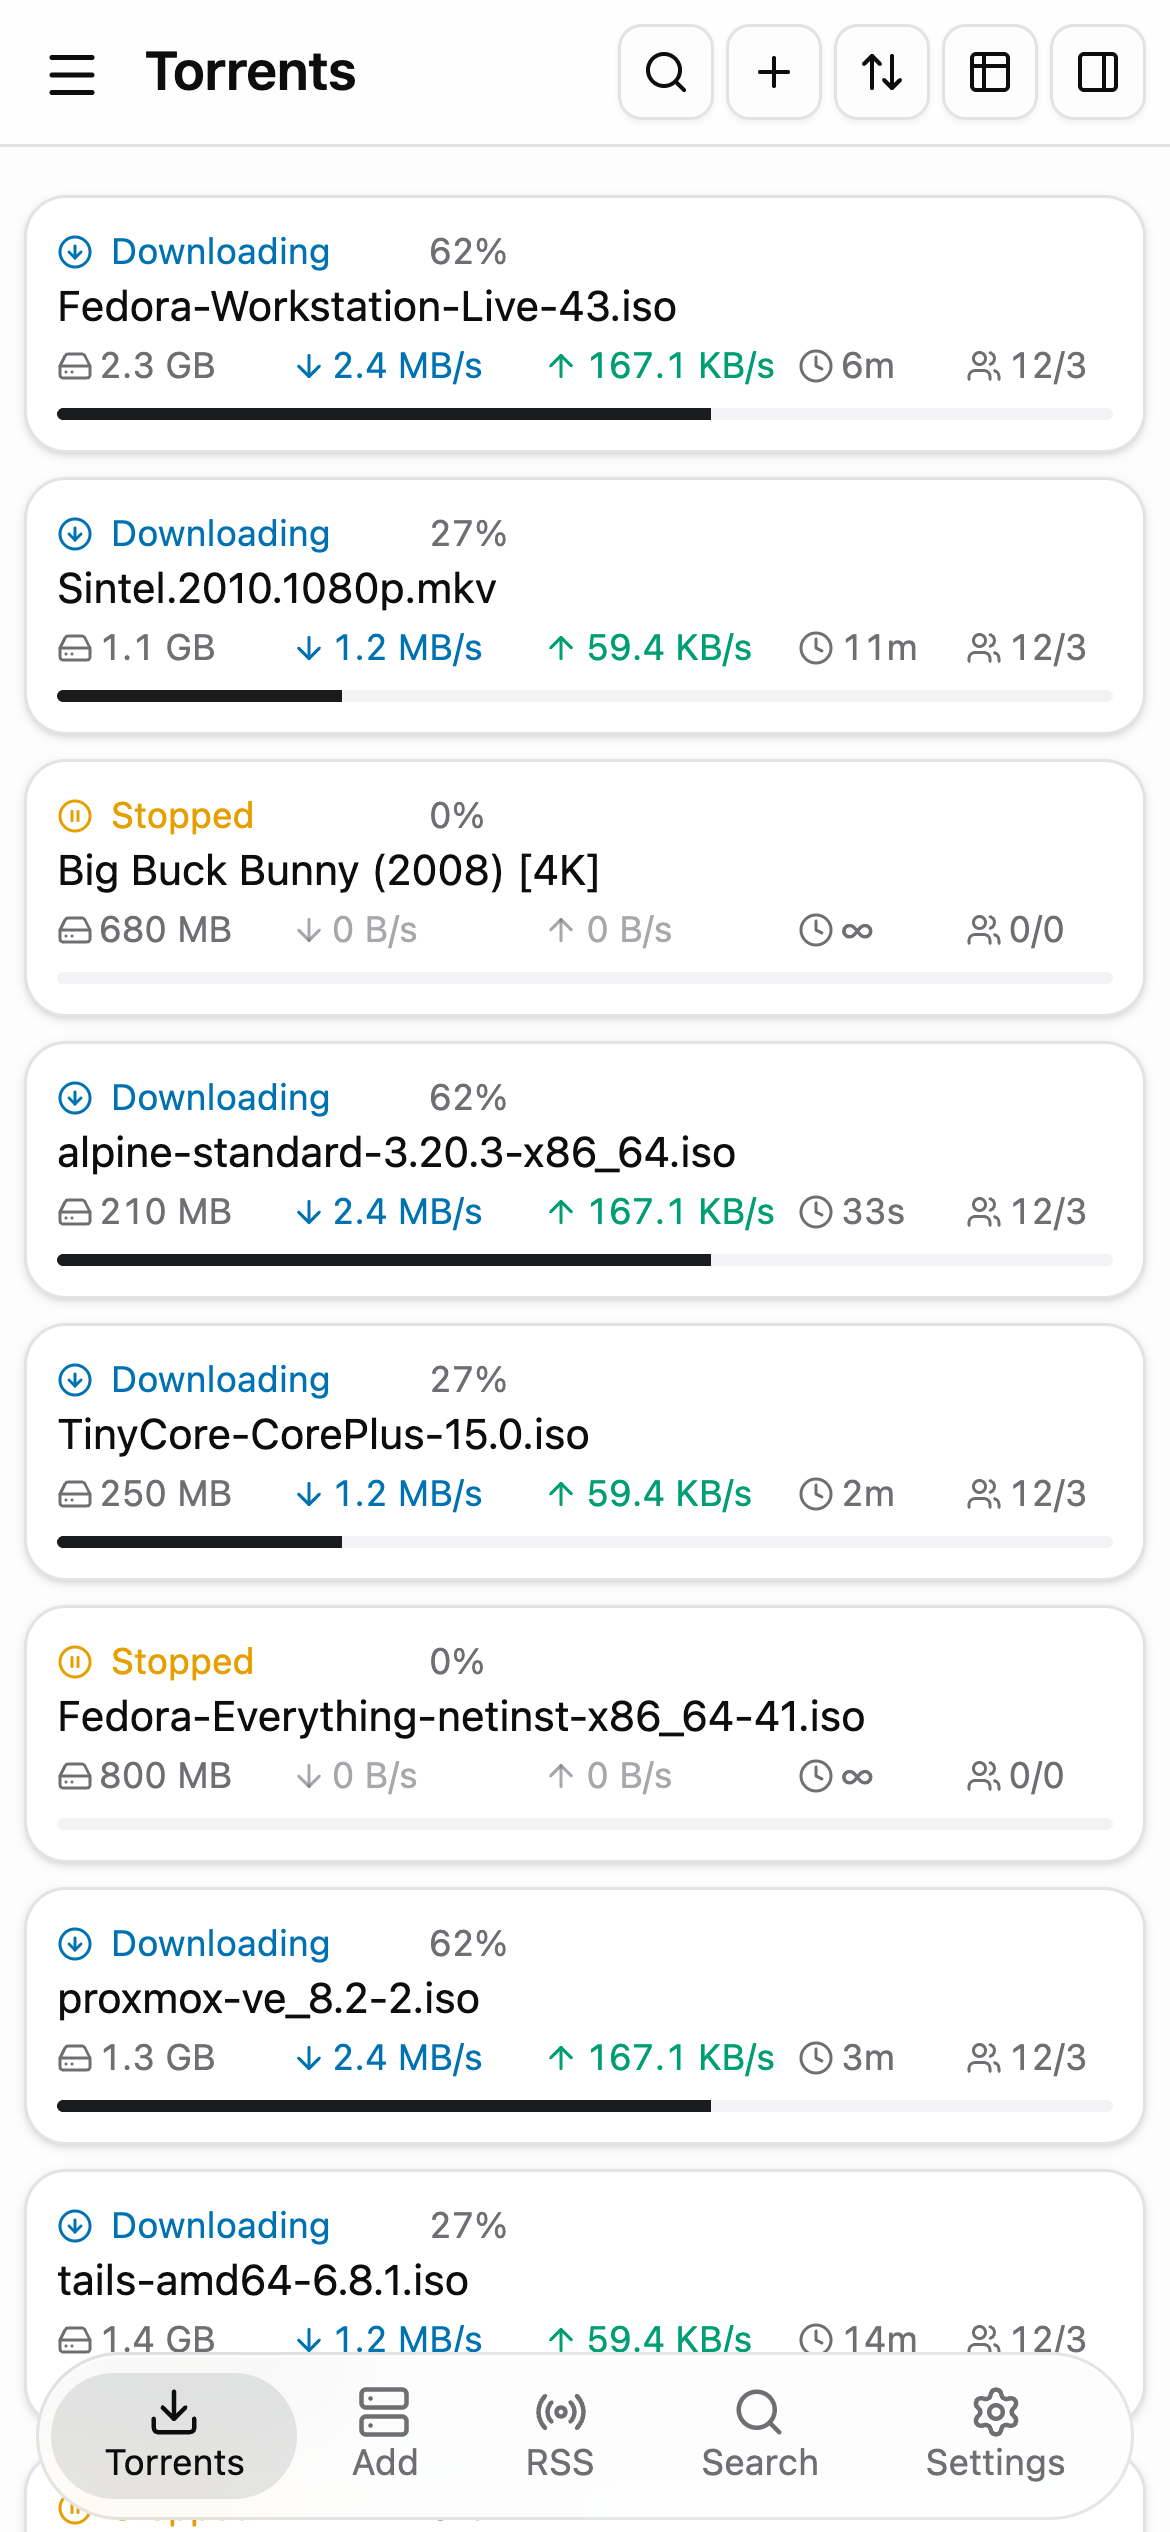 Torrents
Downloading 62%
Fedora-Workstation-Live-43.iso
2.3 GB 2.4 MB/s 167.1 KB/s 6m 12/3
Downloading 27%
Sintel.2010.1080p.mkv
1.1 GB 1.2 MB/s 59.4 KB/s 11m 12/3
Stopped 0%
Big Buck Bunny (2008) [4K]
680 MB 0 B/s 0 B/s ∞ 0/0
Downloading 62%
alpine-standard-3.20.3-x86_64.iso
210 MB 2.4 MB/s 167.1 KB/s 33s 12/3
Downloading 27%
TinyCore-CorePlus-15.0.iso
250 MB 1.2 MB/s 59.4 KB/s 2m 12/3
Stopped 0%
Fedora-Everything-netinst-x86_64-41.iso
800 MB 0 B/s 0 B/s ∞ 0/0
Downloading 62%
proxmox-ve_8.2-2.iso
1.3 GB 2.4 MB/s 167.1 KB/s 3m 12/3
Downloading 27%
tails-amd64-6.8.1.iso
1.4 GB 1.2 MB/s 59.4 KB/s 14m 12/3
Torrents Add RSS Search Settings